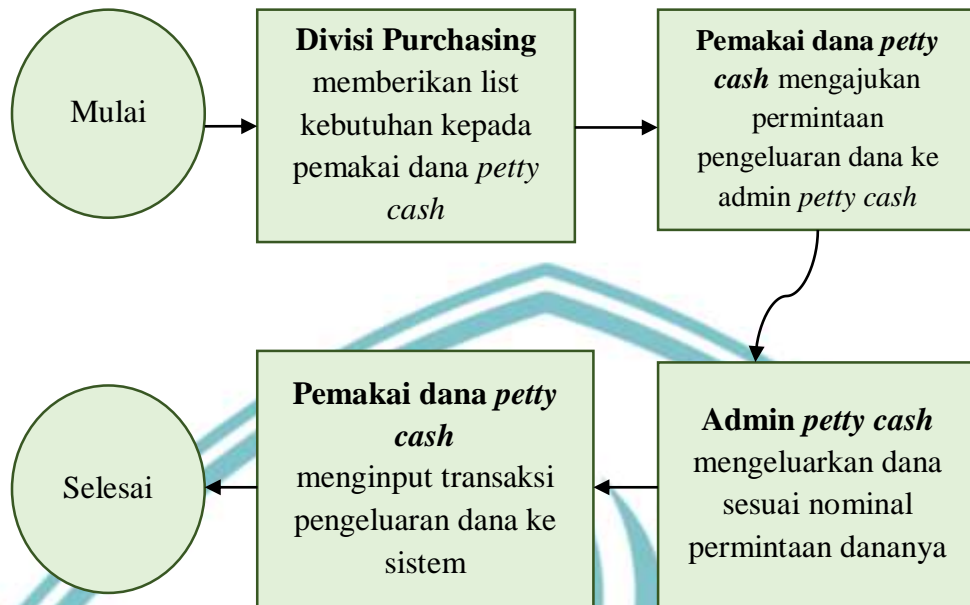 Mulai
Divisi Purchasing
memberikan list
kebutuhan kepada
pemakai dana petty
cash
Pemakai dana petty
cash mengajukan
permintaan
pengeluaran dana ke
admin petty cash
Admin petty cash
mengeluarkan dana
sesuai nominal
permintaan dananya
Pemakai dana petty
cash
menginput transaksi
pengeluaran dana ke
sistem
Selesai